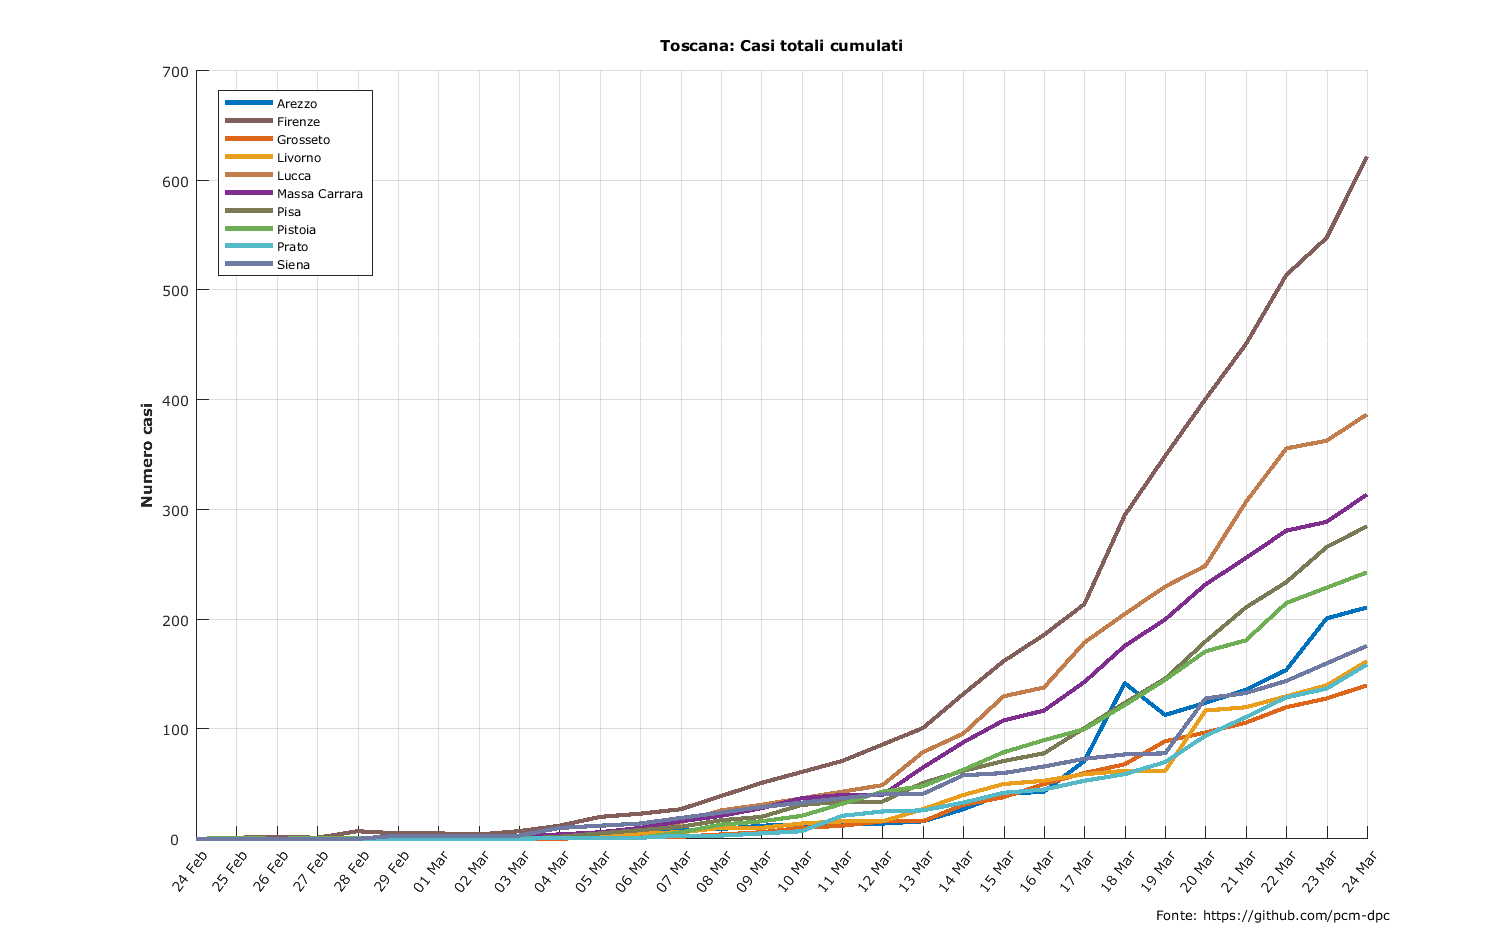 Toscana: Casi totali cumulati
Numero casi
700
600
500
400
300
200
100
0
Arezzo
Firenze
Grosseto
Livorno
Lucca
Massa Carrara
Pisa
Pistoia
Prato
Siena
24 Feb
25 Feb
26 Feb
27 Feb
28 Feb
29 Feb
01 Mar
02 Mar
03 Mar
04 Mar
05 Mar
06 Mar
07 Mar
08 Mar
09 Mar
10 Mar
11 Mar
12 Mar
13 Mar
14 Mar
15 Mar
16 Mar
17 Mar
18 Mar
19 Mar
20 Mar
21 Mar
22 Mar
23 Mar
24 Mar
Fonte: https://github.com/pcm-dpc